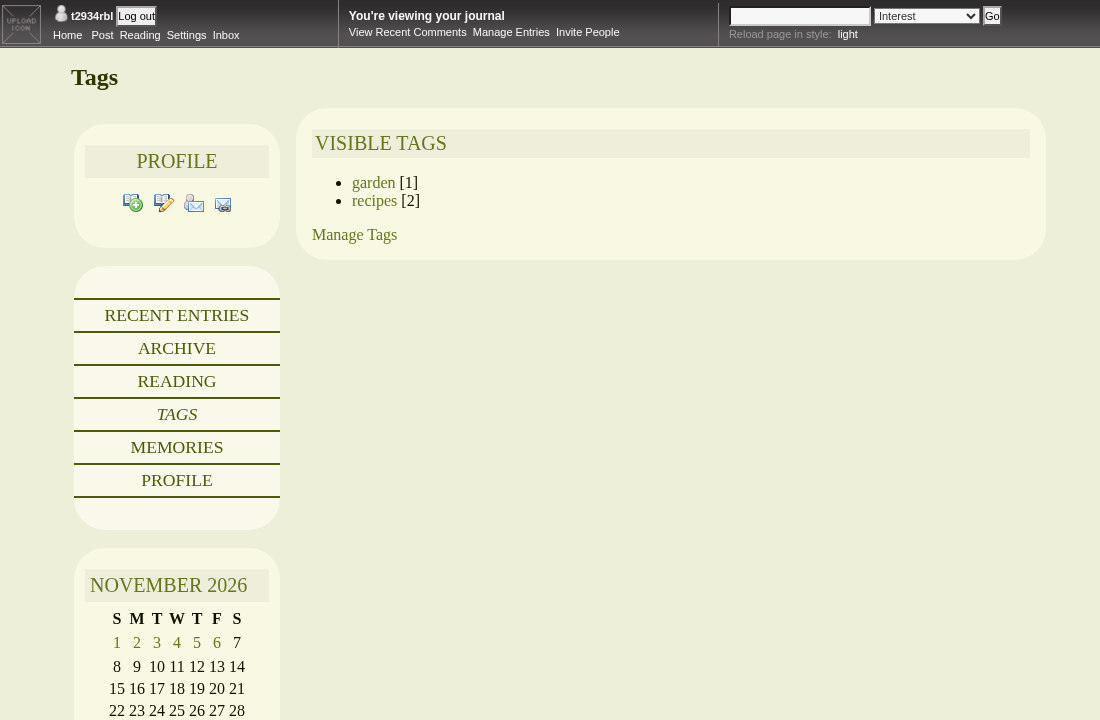 t2934rbl Log out
Home Post Reading Settings Inbox
You're viewing your journal
View Recent Comments Manage Entries Invite People
Interest Go
Reload page in style: light
UPLOAD ICON
Tags
PROFILE
RECENT ENTRIES
ARCHIVE
READING
TAGS
MEMORIES
PROFILE
NOVEMBER 2026
S M T W T F S
1 2 3 4 5 6 7
8 9 10 11 12 13 14
15 16 17 18 19 20 21
22 23 24 25 26 27 28
VISIBLE TAGS
garden [1]
recipes [2]
Manage Tags